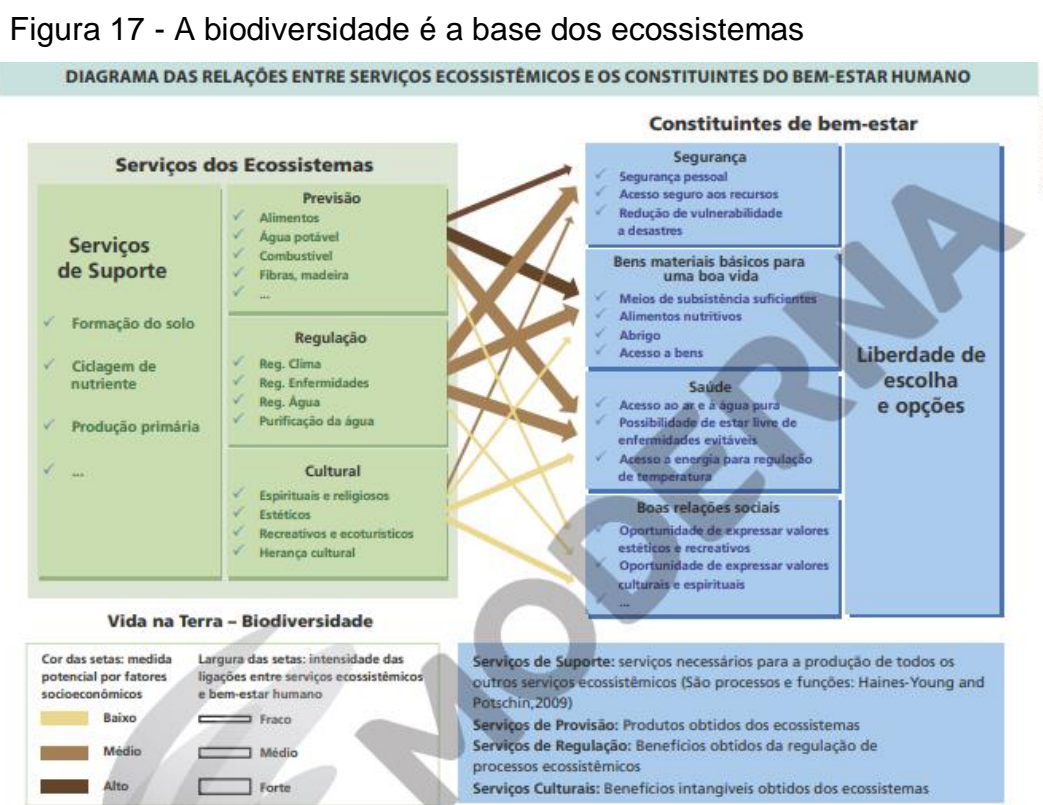 Figura 17 - A biodiversidade é a base dos ecossistemas
DIAGRAMA DAS RELAÇÕES ENTRE SERVIÇOS ECOSSISTÊMICOS E OS CONSTITUINTES DO BEM-ESTAR HUMANO
Serviços dos Ecossistemas
Serviços
de Suporte
Formação do solo
Ciclagem de
nutriente
Produção primária
...
Previsão
Alimentos
Água potável
Combustível
Fibras, madeira
...
Regulação
Reg. Clima
Reg. Enfermidades
Reg. Água
Purificação da água
Cultural
Espirituais e religiosos
Estéticos
Recreativos e ecoturísticos
Herança cultural
Vida na Terra – Biodiversidade
Constituintes de bem-estar
Segurança
Segurança pessoal
Acesso seguro aos recursos
Redução de vulnerabilidade
a desastres
Bens materiais básicos para
uma boa vida
Meios de subsistência suficientes
Alimentos nutritivos
Abrigo
Acesso a bens
Saúde
Acesso ao ar e à água pura
Possibilidade de estar livre de
enfermidades evitáveis
Acesso a energia para regulação
de temperatura
Boas relações sociais
Oportunidade de expressar valores
estéticos e recreativos
Oportunidade de expressar valores
culturais e espirituais
...
Liberdade de
escolha
e opções
Cor das setas: medida
potencial por fatores
socioeconômicos
Baixo
Médio
Alto
Largura das setas: intensidade das
ligações entre serviços ecossistêmicos
e bem-estar humano
Fraco
Médio
Forte
Serviços de Suporte: serviços necessários para a produção de todos os
outros serviços ecossistêmicos (São processos e funções: Haines-Young and
Potschin,2009)
Serviços de Provisão: Produtos obtidos dos ecossistemas
Serviços de Regulação: Benefícios obtidos da regulação de
processos ecossistêmicos
Serviços Culturais: Benefícios intangíveis obtidos dos ecossistemas
MODERNA